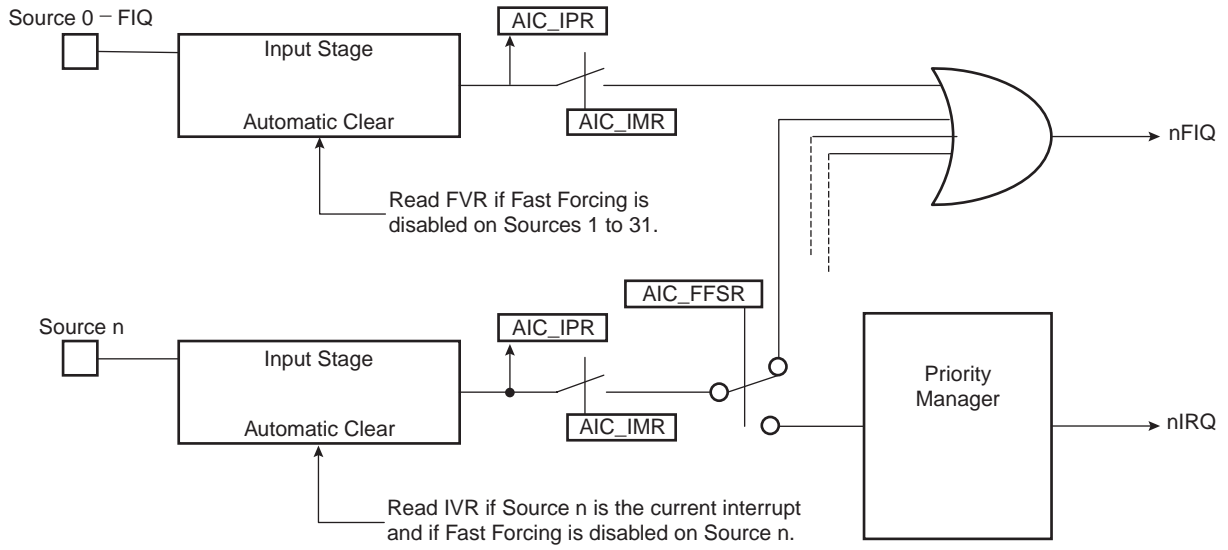 Source 0 – FIQ
AIC_IPR
Input Stage
Automatic Clear
AIC_IMR
nFIQ
Read FVR if Fast Forcing is
disabled on Sources 1 to 31.
AIC_FFSR
Source n
AIC_IPR
Input Stage
Priority
Manager
Automatic Clear
AIC_IMR
nIRQ
Read IVR if Source n is the current interrupt
and if Fast Forcing is disabled on Source n.